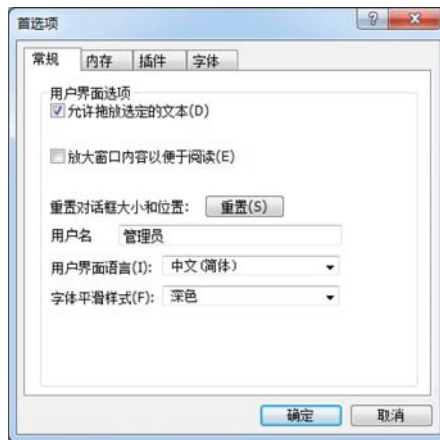 首选项
常规 内存 插件 字体
用户界面选项
允许拖放选定的文本(D)
放大窗口内容以便于阅读(E)
重置对话框大小和位置: 重置(S)
用户名 管理员
用户界面语言(I): 中文(简体)
字体平滑样式(F): 深色
确定 取消